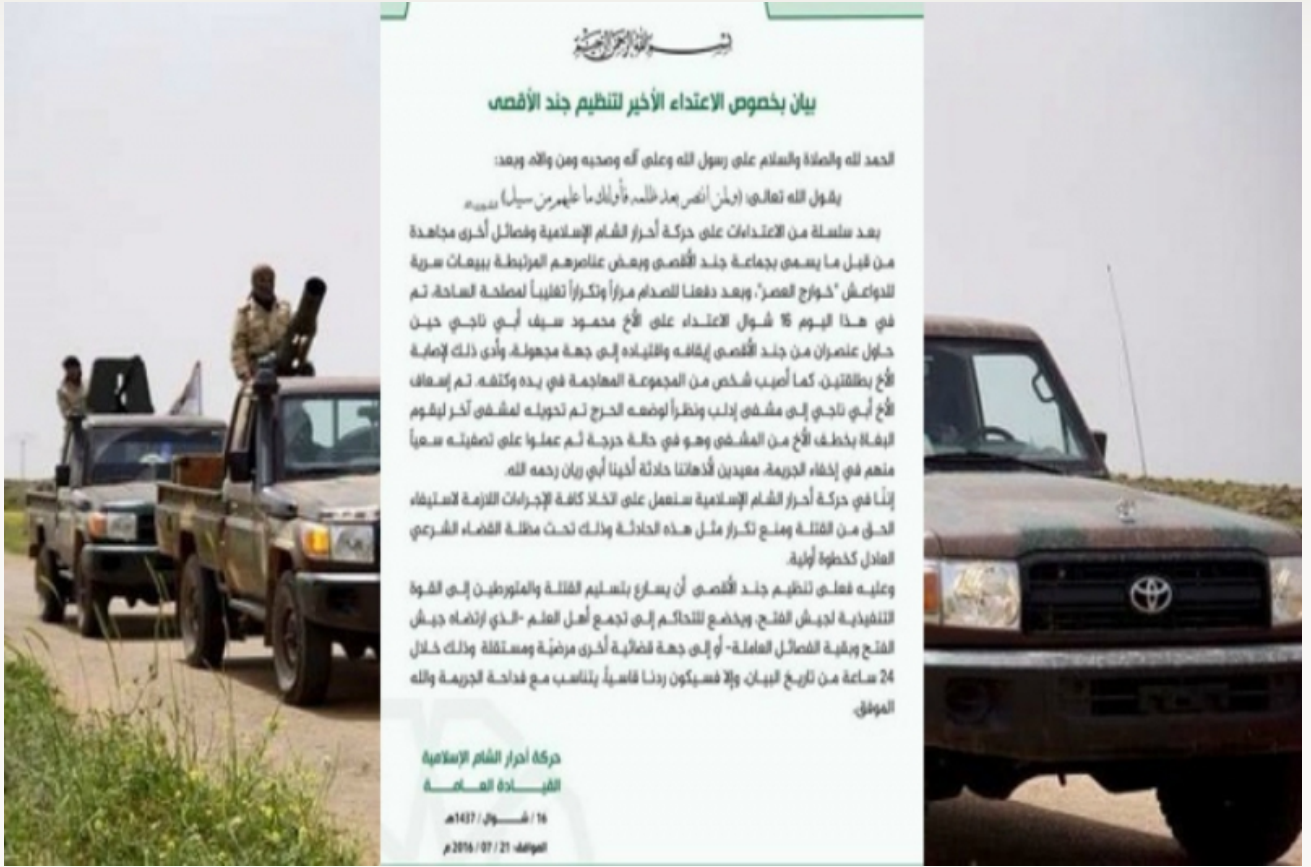 بسم الله الرحمن الرحيم
بيان بخصوص الاعتداء الأخير لتنظيم جند الأقصى
الحمد لله والصلاة والسلام على رسول الله وعلى آله وصحبه ومن والاه، وبعد:
يقول الله تعالى: (ولمن انتصر بعد ظلمه فأولئك ما عليهم من سبيل)
بعد سلسلة من الاعتداءات على حركة أحرار الشام الإسلامية وفصائل أخرى مجاهدة
من قبل ما يسمى بجماعة جند الأقصى وبعض عناصرهم المرتبطة ببيعات سرية
للدواعش "خوارج العصر"، وبعد دفعنا للصدام مراراً وتكراراً تغليباً لمصلحة الساحة، تم
في هذا اليوم 16 شوال الاعتداء على الأخ محمود سيف أبي ناجي حين
حاول عنصران من جند الأقصى إيقافه واقتياده إلى جهة مجهولة، وأدى ذلك لإصابة
الأخ بطلقتين، كما أصيب شخص من المجموعة المهاجمة في يده وكتفه. تم إسعاف
الأخ أبي ناجي إلى مشفى إدلب ونظراً لوضعه الحرج تم تحويله لمشفى آخر ليقوم
البغاة بخطف الأخ من المشفى وهو في حالة حرجة ثم عملوا على تصفيته سعياً
منهم في إخفاء الجريمة، معيدين لأذهاننا حادثة أخينا أبي ريان رحمه الله.
إننا في حركة أحرار الشام الإسلامية سنعمل على اتخاذ كافة الإجراءات اللازمة لاستيفاء
الحق من القتلة ومنع تكرار مثل هذه الحادثة وذلك تحت مظلة القضاء الشرعي
العادل كخطوة أولية.
وعليه فعلى تنظيم جند الأقصى أن يسارع بتسليم القتلة والمتورطين إلى القوة
التنفيذية لجيش الفتح، ويخضع للتحاكم إلى تجمع أهل العلم -الذي ارتضاه جيش
الفتح وبقية الفصائل العاملة- أو إلى جهة قضائية أخرى مرضيّة ومستقلة وذلك خلال
24 ساعة من تاريخ البيان، وإلا فسيكون ردنا قاسياً، يتناسب مع فداحة الجريمة والله
الموفق.
حركة أحرار الشام الإسلامية
القيادة العامة
16 / شوال / 1437هـ
الموافق: 21 / 07 / 2016 م